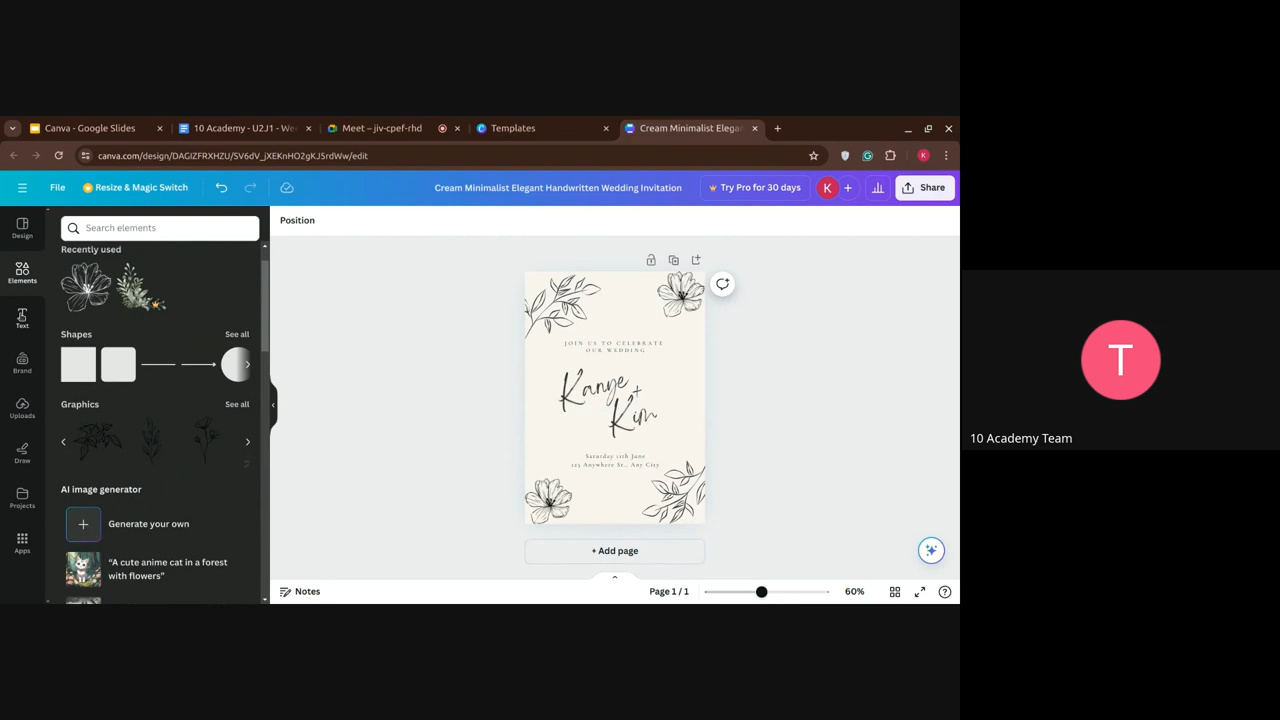 Canva - Google Slides
10 Academy - U2J1 - We
Meet – jiv-cpef-rhd
Templates
Cream Minimalist Elegan
canva.com/design/DAGIZFRXHZU/SV6dV_jXEKnHO2gKJ5rdWw/edit
K
File
Resize & Magic Switch
Cream Minimalist Elegant Handwritten Wedding Invitation
Try Pro for 30 days
K
Share
Design
Elements
Text
Brand
Uploads
Draw
Projects
Apps
Search elements
Recently used
Shapes
See all
Graphics
See all
AI image generator
Generate your own
“A cute anime cat in a forest
with flowers”
Position
JOIN US TO CELEBRATE
OUR WEDDING
Kanye
+
Kim
Saturday 11th June
123 Anywhere St., Any City
+ Add page
Notes
Page 1 / 1
60%
T
10 Academy Team